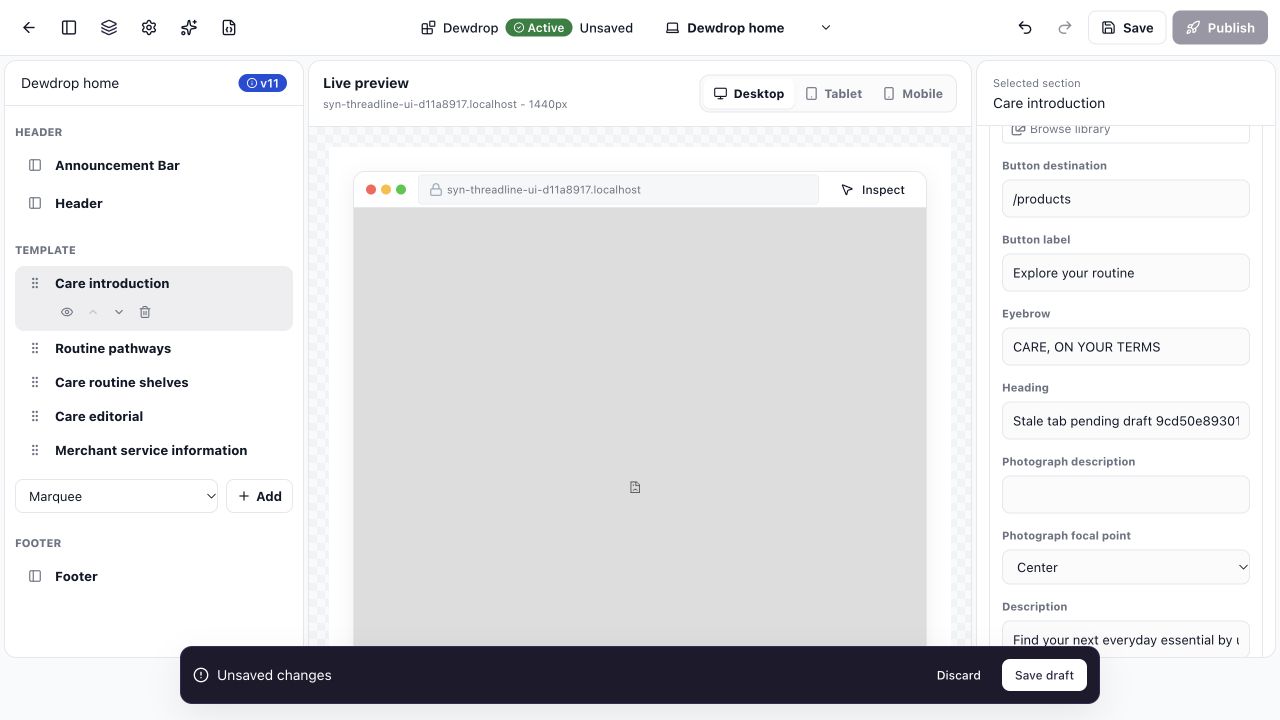 Dewdrop
Active
Unsaved
Dewdrop home
Save
Publish
Dewdrop home
v11
HEADER
Announcement Bar
Header
TEMPLATE
Care introduction
Routine pathways
Care routine shelves
Care editorial
Merchant service information
Marquee
Add
FOOTER
Footer
Live preview
syn-threadline-ui-d11a8917.localhost - 1440px
Desktop
Tablet
Mobile
syn-threadline-ui-d11a8917.localhost
Inspect
Selected section
Care introduction
Browse library
Button destination
/products
Button label
Explore your routine
Eyebrow
CARE, ON YOUR TERMS
Heading
Stale tab pending draft 9cd50e89301
Photograph description
Photograph focal point
Center
Description
Find your next everyday essential by
Unsaved changes
Discard
Save draft